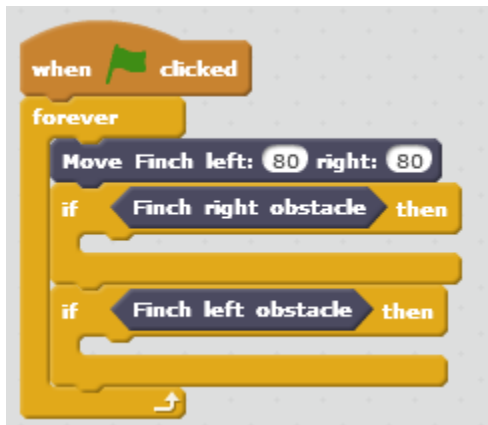 when clicked
forever
Move Finch left: 80 right: 80
if Finch right obstacle then
if Finch left obstacle then